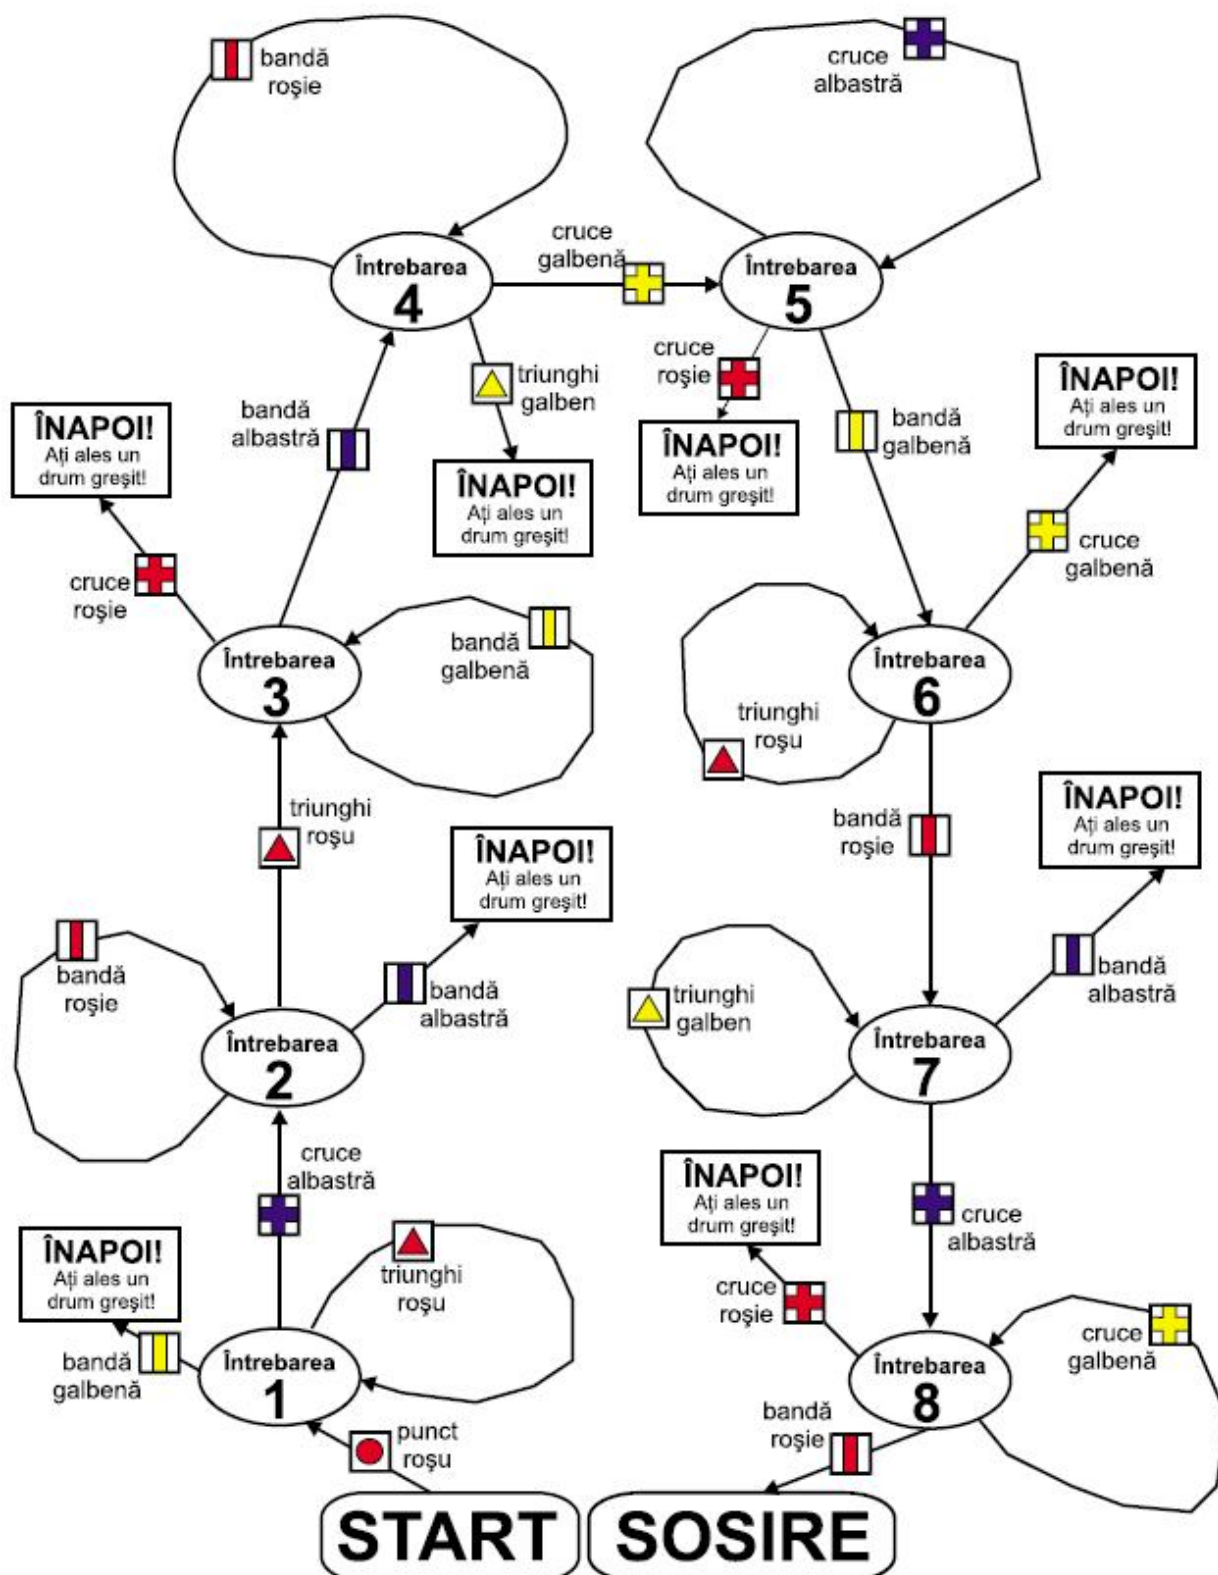 bandă
roşie
cruce
albastră
Întrebarea
4
cruce
galbenă
Întrebarea
5
triunghi
galben
cruce
roşie
bandă
albastră
bandă
galbenă
ÎNAPOI!
Aţi ales un
drum greşit!
ÎNAPOI!
Aţi ales un
drum greşit!
ÎNAPOI!
Aţi ales un
drum greşit!
ÎNAPOI!
Aţi ales un
drum greşit!
cruce
roşie
cruce
galbenă
Întrebarea
3
bandă
galbenă
Întrebarea
6
triunghi
roşu
triunghi
roşu
bandă
roşie
ÎNAPOI!
Aţi ales un
drum greşit!
ÎNAPOI!
Aţi ales un
drum greşit!
bandă
roşie
bandă
albastră
triunghi
galben
bandă
albastră
Întrebarea
2
Întrebarea
7
cruce
albastră
ÎNAPOI!
Aţi ales un
drum greşit!
cruce
albastră
ÎNAPOI!
Aţi ales un
drum greşit!
triunghi
roşu
cruce
roşie
cruce
galbenă
bandă
galbenă
Întrebarea
1
Întrebarea
8
punct
roşu
bandă
roşie
START
SOSIRE